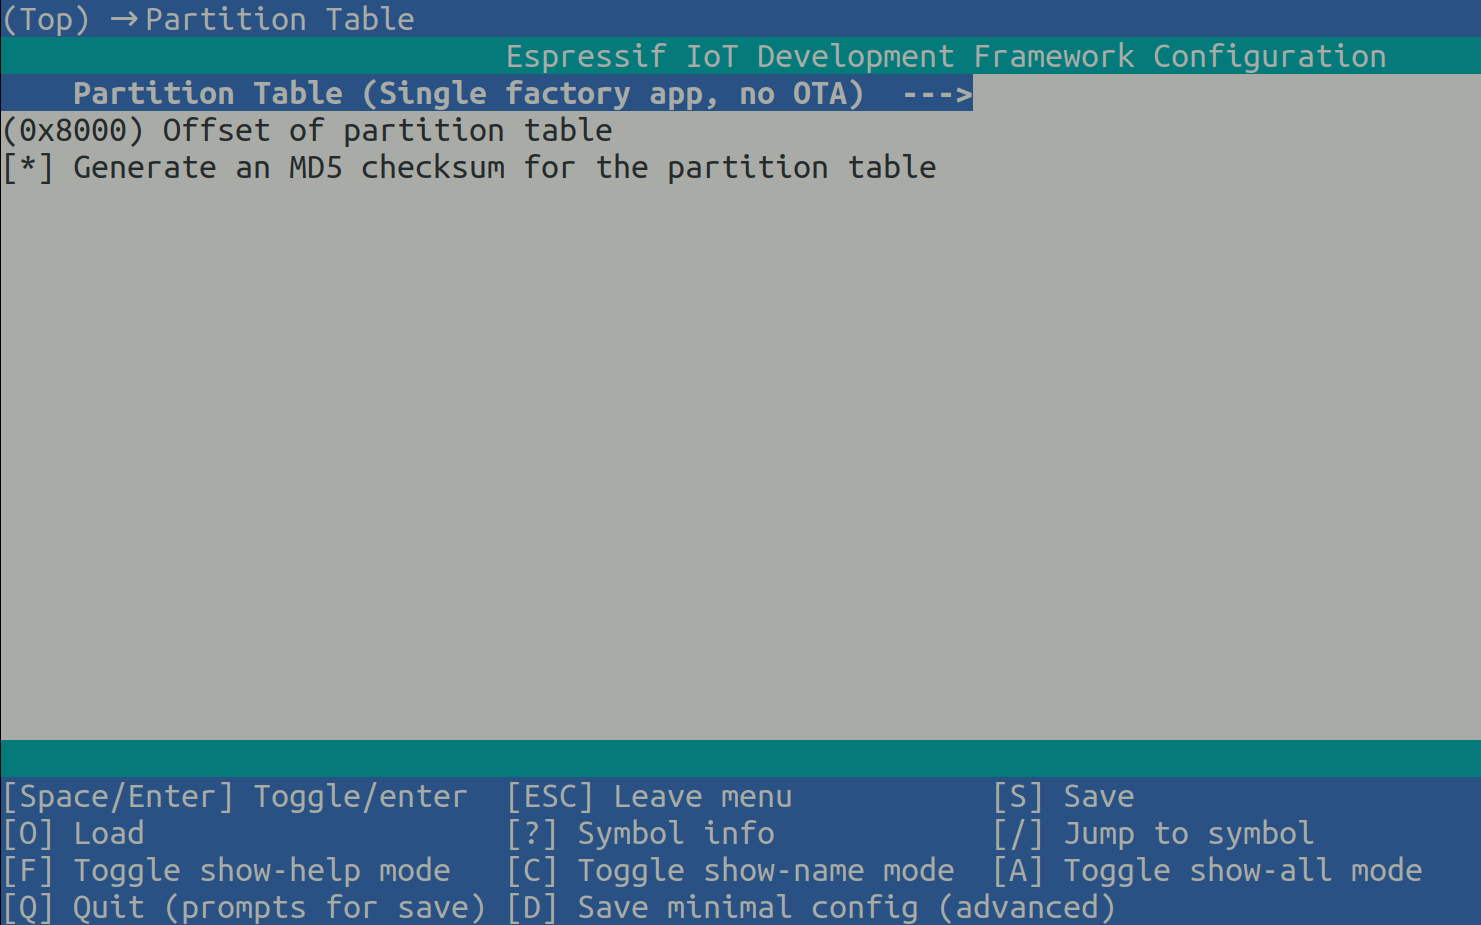 (Top) → Partition Table
Espressif IoT Development Framework Configuration
Partition Table (Single factory app, no OTA)  --->
(0x8000) Offset of partition table
[*] Generate an MD5 checksum for the partition table
[Space/Enter] Toggle/enter  [ESC] Leave menu  [S] Save
[O] Load  [?] Symbol info  [/] Jump to symbol
[F] Toggle show-help mode  [C] Toggle show-name mode  [A] Toggle show-all mode
[Q] Quit (prompts for save)  [D] Save minimal config (advanced)